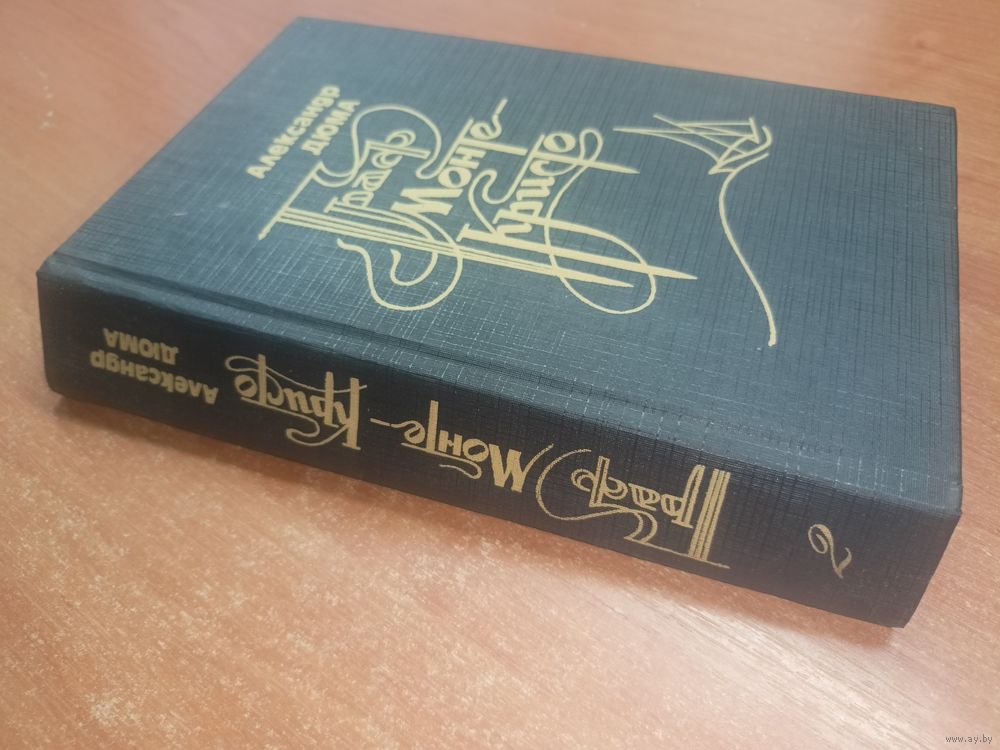 Александр
ДЮМА
Граф
Монте-
Кристо
Александр
ДЮМА
Граф Монте-Кристо
2
www.ay.by